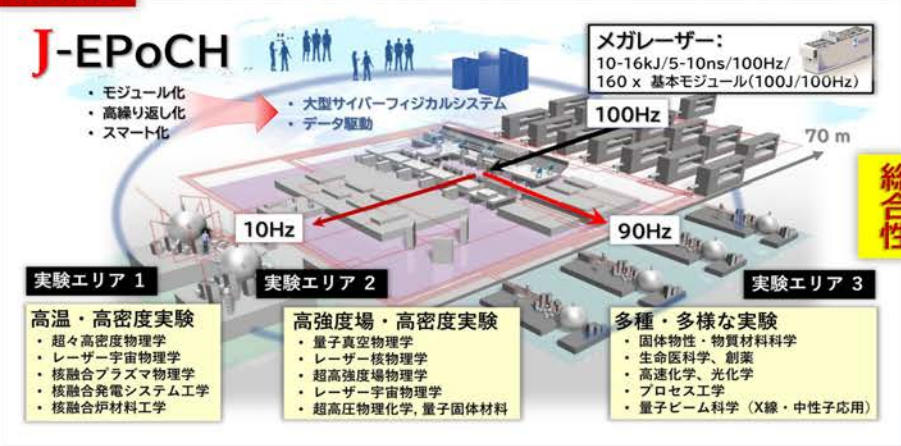 J-EPoCH
・ モジュール化
・ 高繰り返し化
・ スマート化
・ 大型サイバーフィジカルシステム
・ データ駆動
メガレーザー：
10-16kJ/5-10ns/100Hz/
160 x 基本モジュール(100J/100Hz)
100Hz
70 m
総合性
10Hz
90Hz
実験エリア 1
高温・高密度実験
・ 超々高密度物理学
・ レーザー宇宙物理学
・ 核融合プラズマ物理学
・ 核融合発電システム工学
・ 核融合炉材料工学
実験エリア 2
高強度場・高密度実験
・ 量子真空物理学
・ レーザー核物理学
・ 超高強度場物理学
・ レーザー宇宙物理学
・ 超高圧物理化学, 量子固体材料
実験エリア 3
多種・多様な実験
・ 固体物性・物質材料科学
・ 生命医科学、創薬
・ 高速化学、光化学
・ プロセス工学
・ 量子ビーム科学（X線・中性子応用）